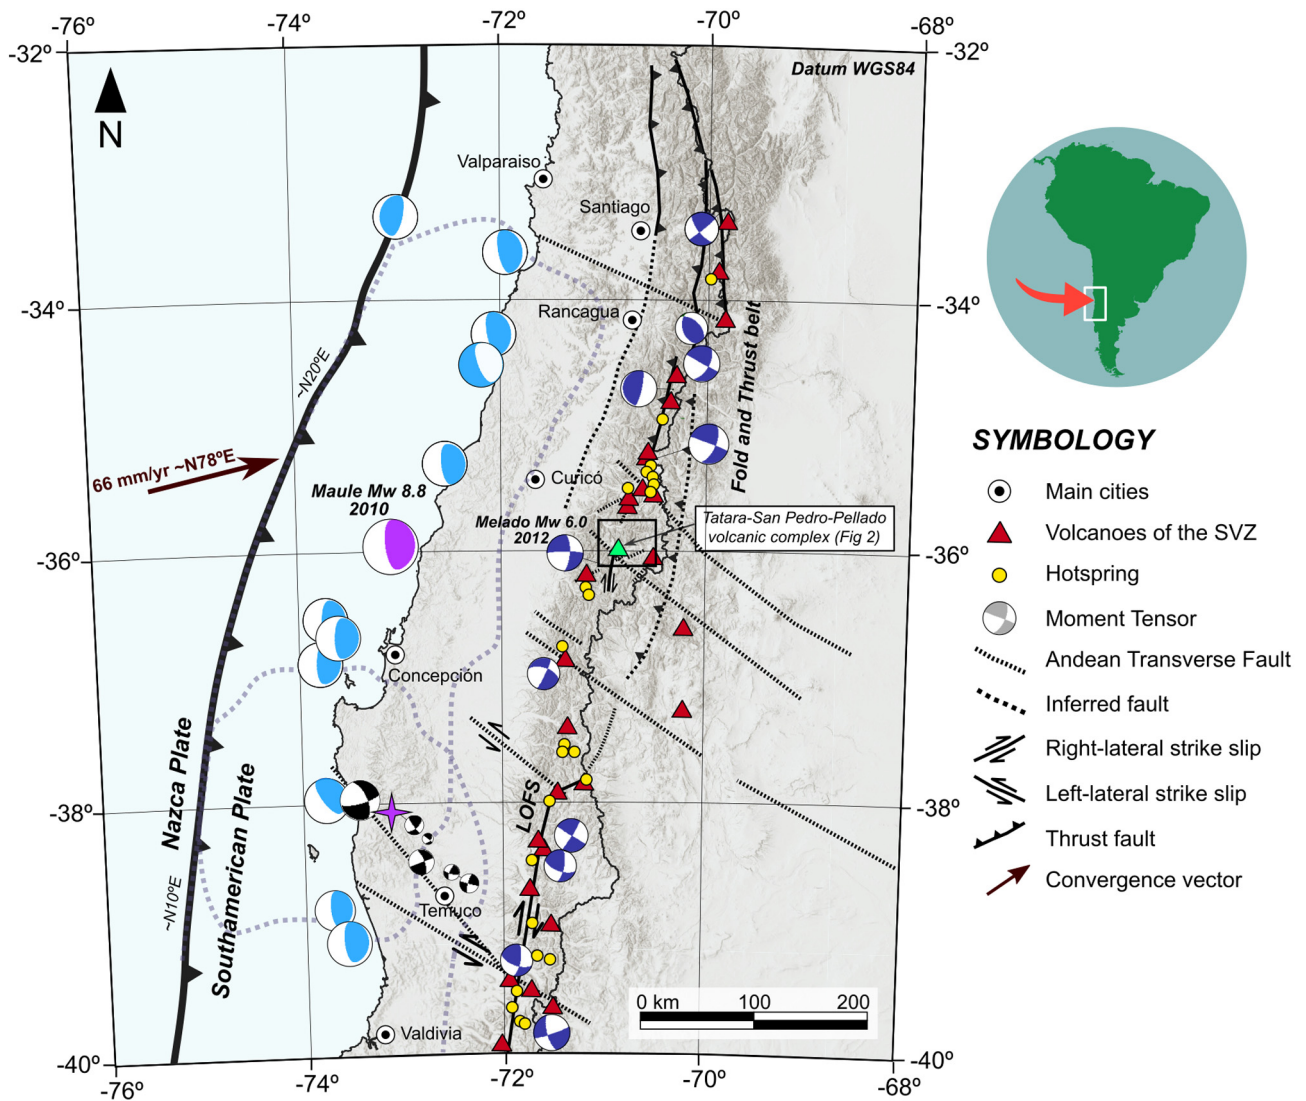 -76º
-74º
-72º
-70º
-68º
-32º
-32º
Datum WGS84
N
Valparaiso
Santiago
-34º
-34º
Rancagua
~N20ºE
Fold and Thrust belt
66 mm/yr ~N78ºE
Maule Mw 8.8
2010
Curicó
Melado Mw 6.0
2012
Tatara-San Pedro-Pellado
volcanic complex (Fig 2)
-36º
-36º
Concepción
Nazca Plate
Southamerican Plate
LOFS
-38º
-38º
~N10ºE
Temuco
Valdivia
0 km 100 200
-40º
-40º
-76º
-74º
-72º
-70º
-68º
SYMBOLOGY
Main cities
Volcanoes of the SVZ
Hotspring
Moment Tensor
Andean Transverse Fault
Inferred fault
Right-lateral strike slip
Left-lateral strike slip
Thrust fault
Convergence vector